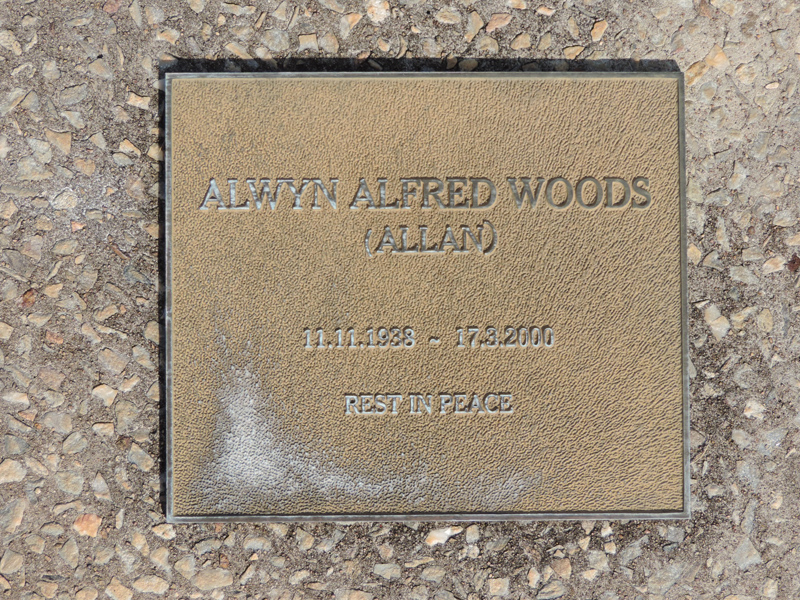 ALWYN ALFRED WOODS
(ALLAN)
11.11.1938 ~ 17.3.2000
REST IN PEACE